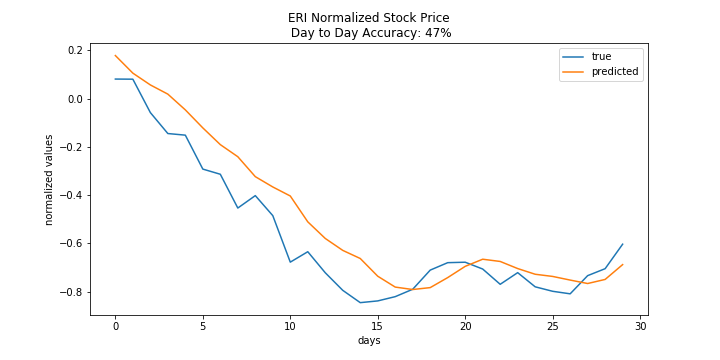 ERI Normalized Stock Price
Day to Day Accuracy: 47%
true
predicted
normalized values
0.2
0.0
−0.2
−0.4
−0.6
−0.8
0 5 10 15 20 25 30
days